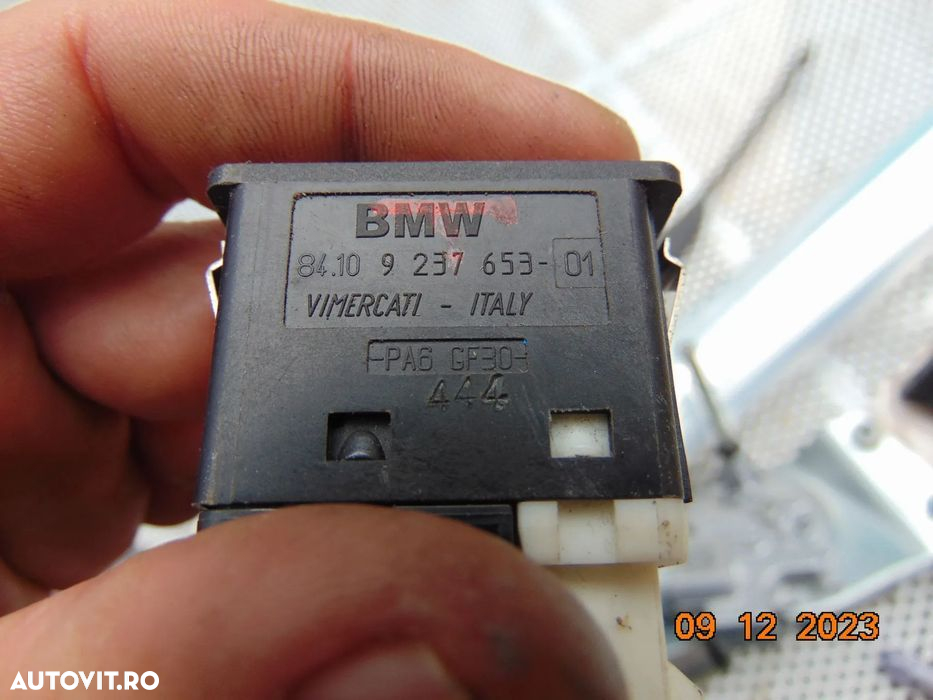 BMW
84.10 9 237 653-01
VIMERCATI - ITALY
PA6 GF30
444
09 12 2023
AUTOVIT.RO